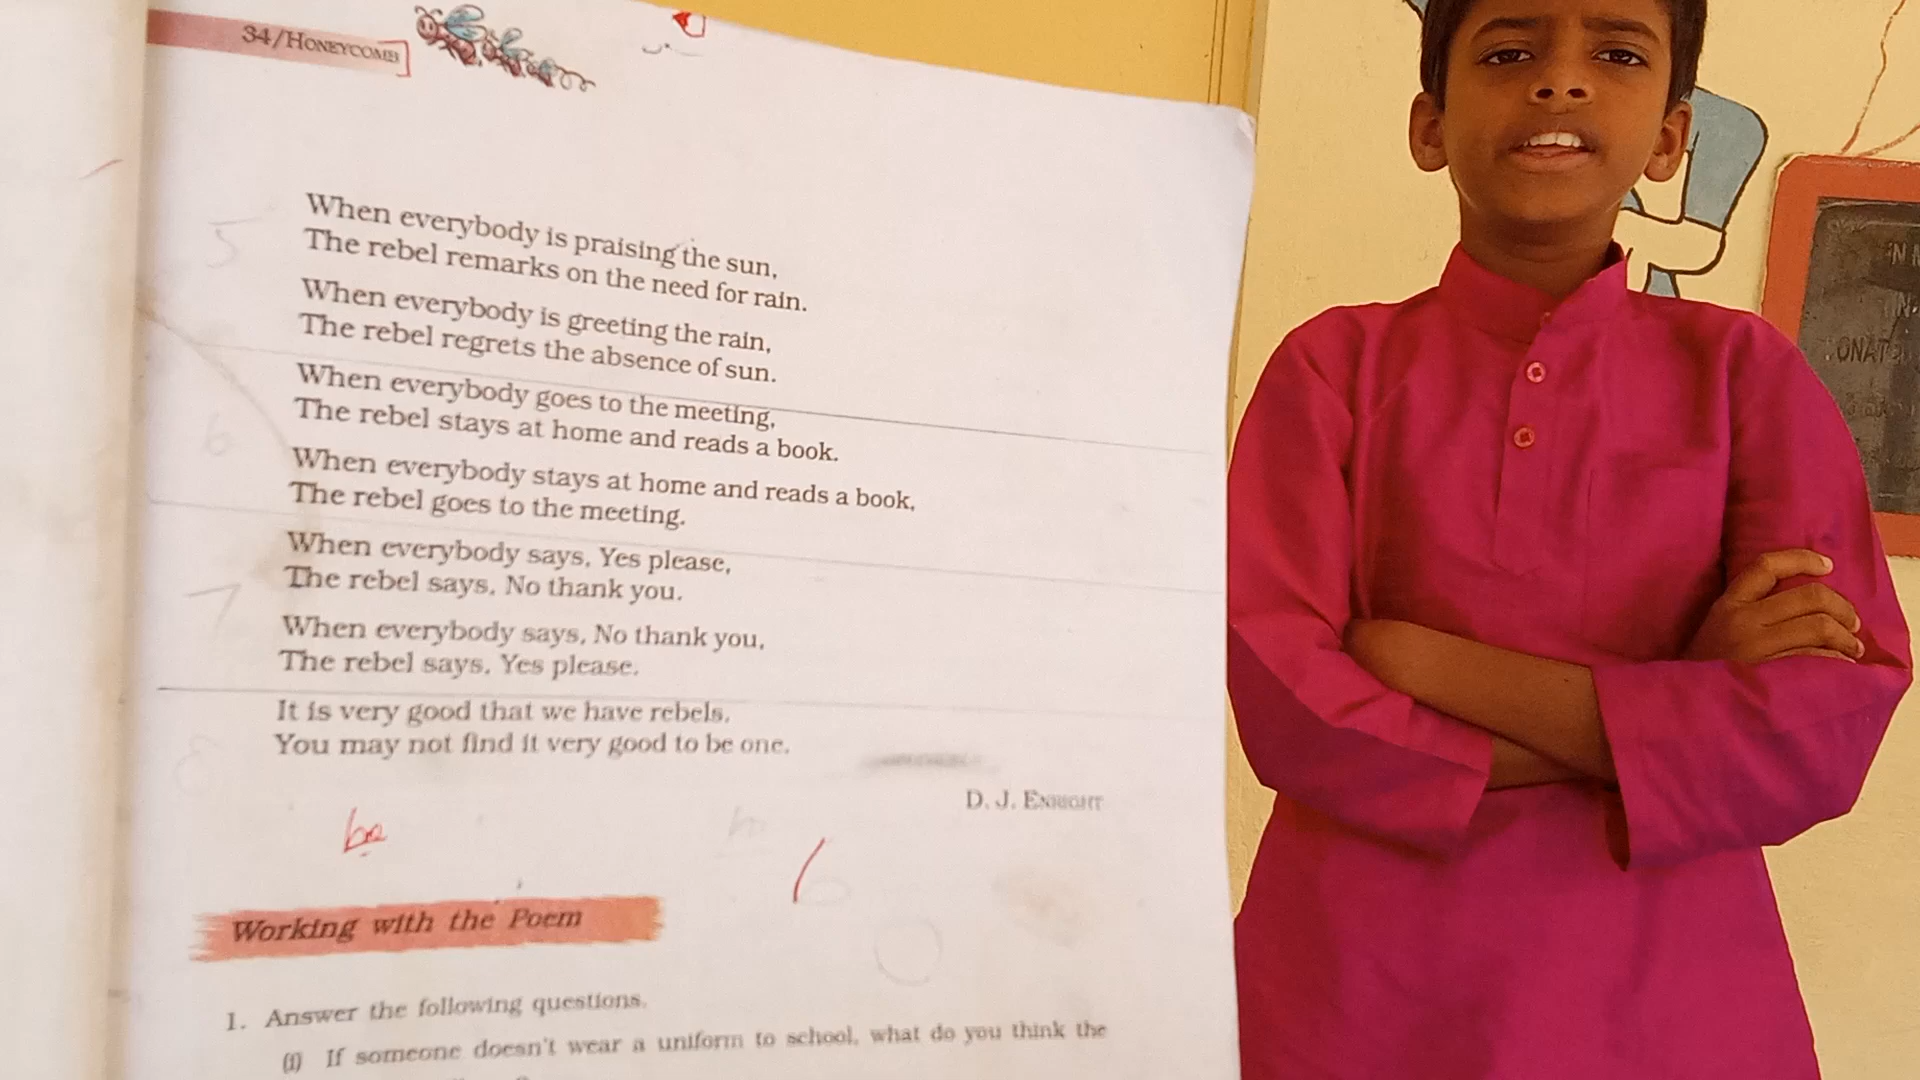 34/HONEYCOMB
When everybody is praising the sun,
The rebel remarks on the need for rain.
When everybody is greeting the rain,
The rebel regrets the absence of sun.
When everybody goes to the meeting,
The rebel stays at home and reads a book.
When everybody stays at home and reads a book,
The rebel goes to the meeting.
When everybody says, Yes please,
The rebel says, No thank you.
When everybody says, No thank you,
The rebel says, Yes please.
It is very good that we have rebels.
You may not find it very good to be one.
D. J. ENRIGHT
be
Working with the Poem
1. Answer the following questions.
(i) If someone doesn't wear a uniform to school, what do you think the
5
6
7
8